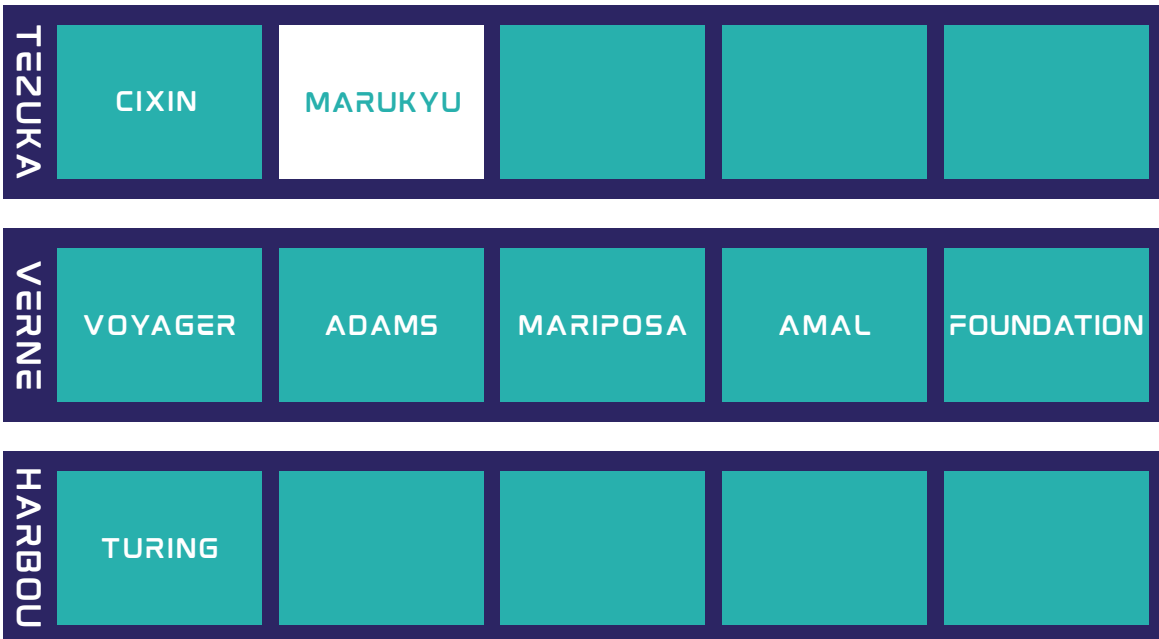 TEZUKA
CIXIN
MARUKYU
VERNE
VOYAGER
ADAMS
MARIPOSA
AMAL
FOUNDATION
HARBOU
TURING